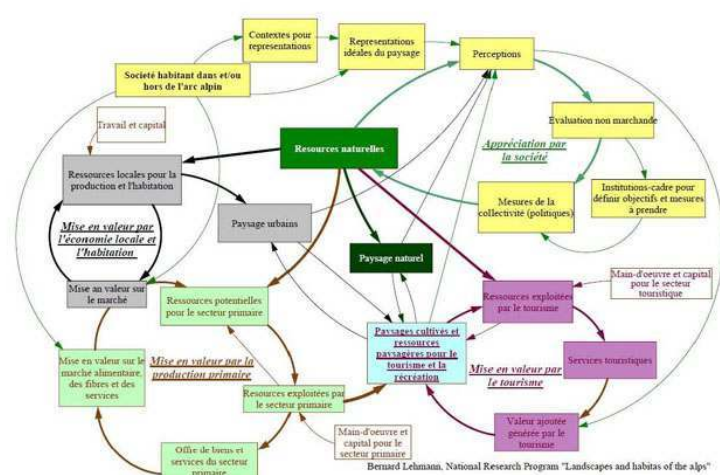 Contextes pour
representations
Representations
idéales du paysage
Perceptions
Société habitant dans et/ou
hors de l'arc alpin
Travail et capital
Évaluation non marchande
Resources naturelles
Appréciation par
la société
Ressources locales pour la
production et l'habitation
Institutions-cadre pour
définir objectifs et mesures
à prendre
Mesures de la
collectivité (politiques)
Paysage urbains
Mise en valeur par
l'économie locale et
l'habitation
Paysage naturel
Main-d'oeuvre et capital
pour le secteur
touristique
Mise an valeur sur
le marché
Ressources potentielles
pour le secteur primaire
Ressources exploitées
par le tourisme
Paysages cultivés et
ressources
paysagères pour le
tourisme et la
récréation
Mise en valeur sur le
marche alimentaire,
des fibres et des
services
Mise en valeur par la
production primaire
Mise en valeur par
le tourisme
Services touristiques
Resources exploitées
par le secteur primaire
Valeur ajoutée
générée par le
tourisme
Main-d'oeuvre et
capital pour le
secteur primaire
Offre de biens et
services du secteur
primaire
Bernard Lehmann, National Research Program "Landscapes and habitas of the alps"